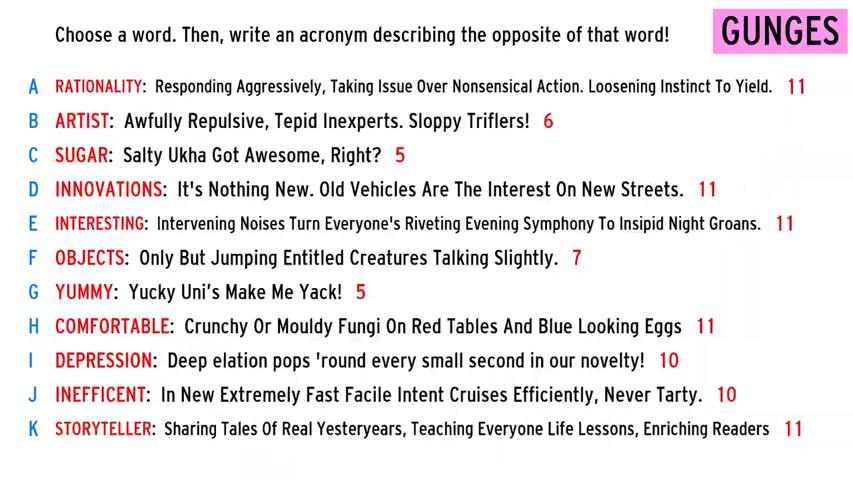 Choose a word. Then, write an acronym describing the opposite of that word!
GUNGES
A RATIONALITY: Responding Aggressively, Taking Issue Over Nonsensical Action. Loosening Instinct To Yield. 11
B ARTIST: Awfully Repulsive, Tepid Inexperts. Sloppy Triflers! 6
C SUGAR: Salty Ukha Got Awesome, Right? 5
D INNOVATIONS: It's Nothing New. Old Vehicles Are The Interest On New Streets. 11
E INTERESTING: Intervening Noises Turn Everyone's Riveting Evening Symphony To Insipid Night Groans. 11
F OBJECTS: Only But Jumping Entitled Creatures Talking Slightly. 7
G YUMMY: Yucky Uni's Make Me Yack! 5
H COMFORTABLE: Crunchy Or Mouldy Fungi On Red Tables And Blue Looking Eggs 11
I DEPRESSION: Deep elation pops 'round every small second in our novelty! 10
J INEFFICENT: In New Extremely Fast Facile Intent Cruises Efficiently, Never Tarty. 10
K STORYTELLER: Sharing Tales Of Real Yesteryears, Teaching Everyone Life Lessons, Enriching Readers 11